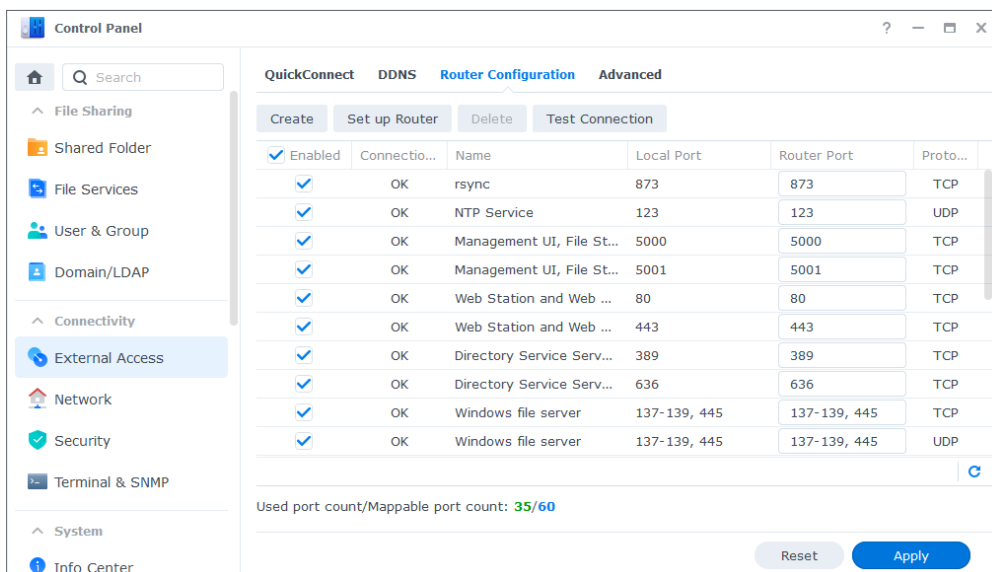 Control Panel
?
Search
QuickConnect DDNS Router Configuration Advanced
File Sharing
Shared Folder
File Services
User & Group
Domain/LDAP
Connectivity
External Access
Network
Security
Terminal & SNMP
System
Info Center
Create Set up Router Delete Test Connection
Enabled Connectio... Name Local Port Router Port Proto...
OK rsync 873 873 TCP
OK NTP Service 123 123 UDP
OK Management UI, File St... 5000 5000 TCP
OK Management UI, File St... 5001 5001 TCP
OK Web Station and Web ... 80 80 TCP
OK Web Station and Web ... 443 443 TCP
OK Directory Service Serv... 389 389 TCP
OK Directory Service Serv... 636 636 TCP
OK Windows file server 137-139, 445 137-139, 445 TCP
OK Windows file server 137-139, 445 137-139, 445 UDP
Used port count/Mappable port count: 35/60
Reset Apply